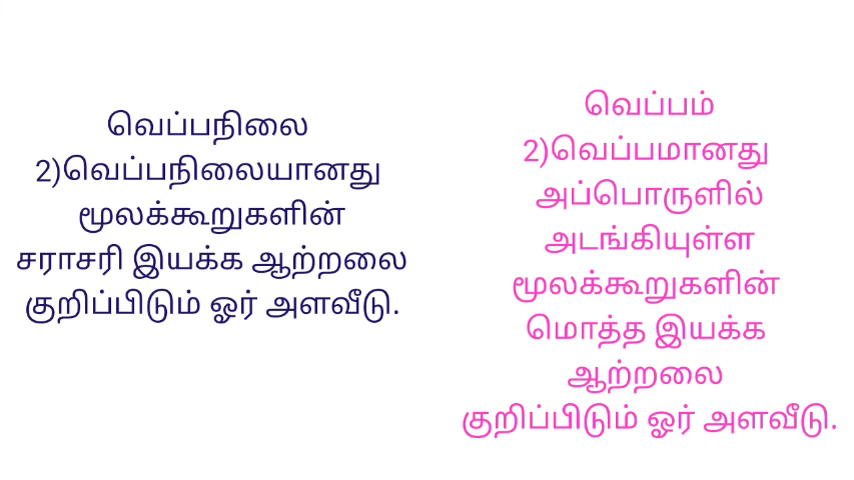 வெப்பநிலை
2)வெப்பநிலையானது
மூலக்கூறுகளின்
சராசரி இயக்க ஆற்றலை
குறிப்பிடும் ஓர் அளவீடு.
வெப்பம்
2)வெப்பமானது
அப்பொருளில்
அடங்கியுள்ள
மூலக்கூறுகளின்
மொத்த இயக்க
ஆற்றலை
குறிப்பிடும் ஓர் அளவீடு.